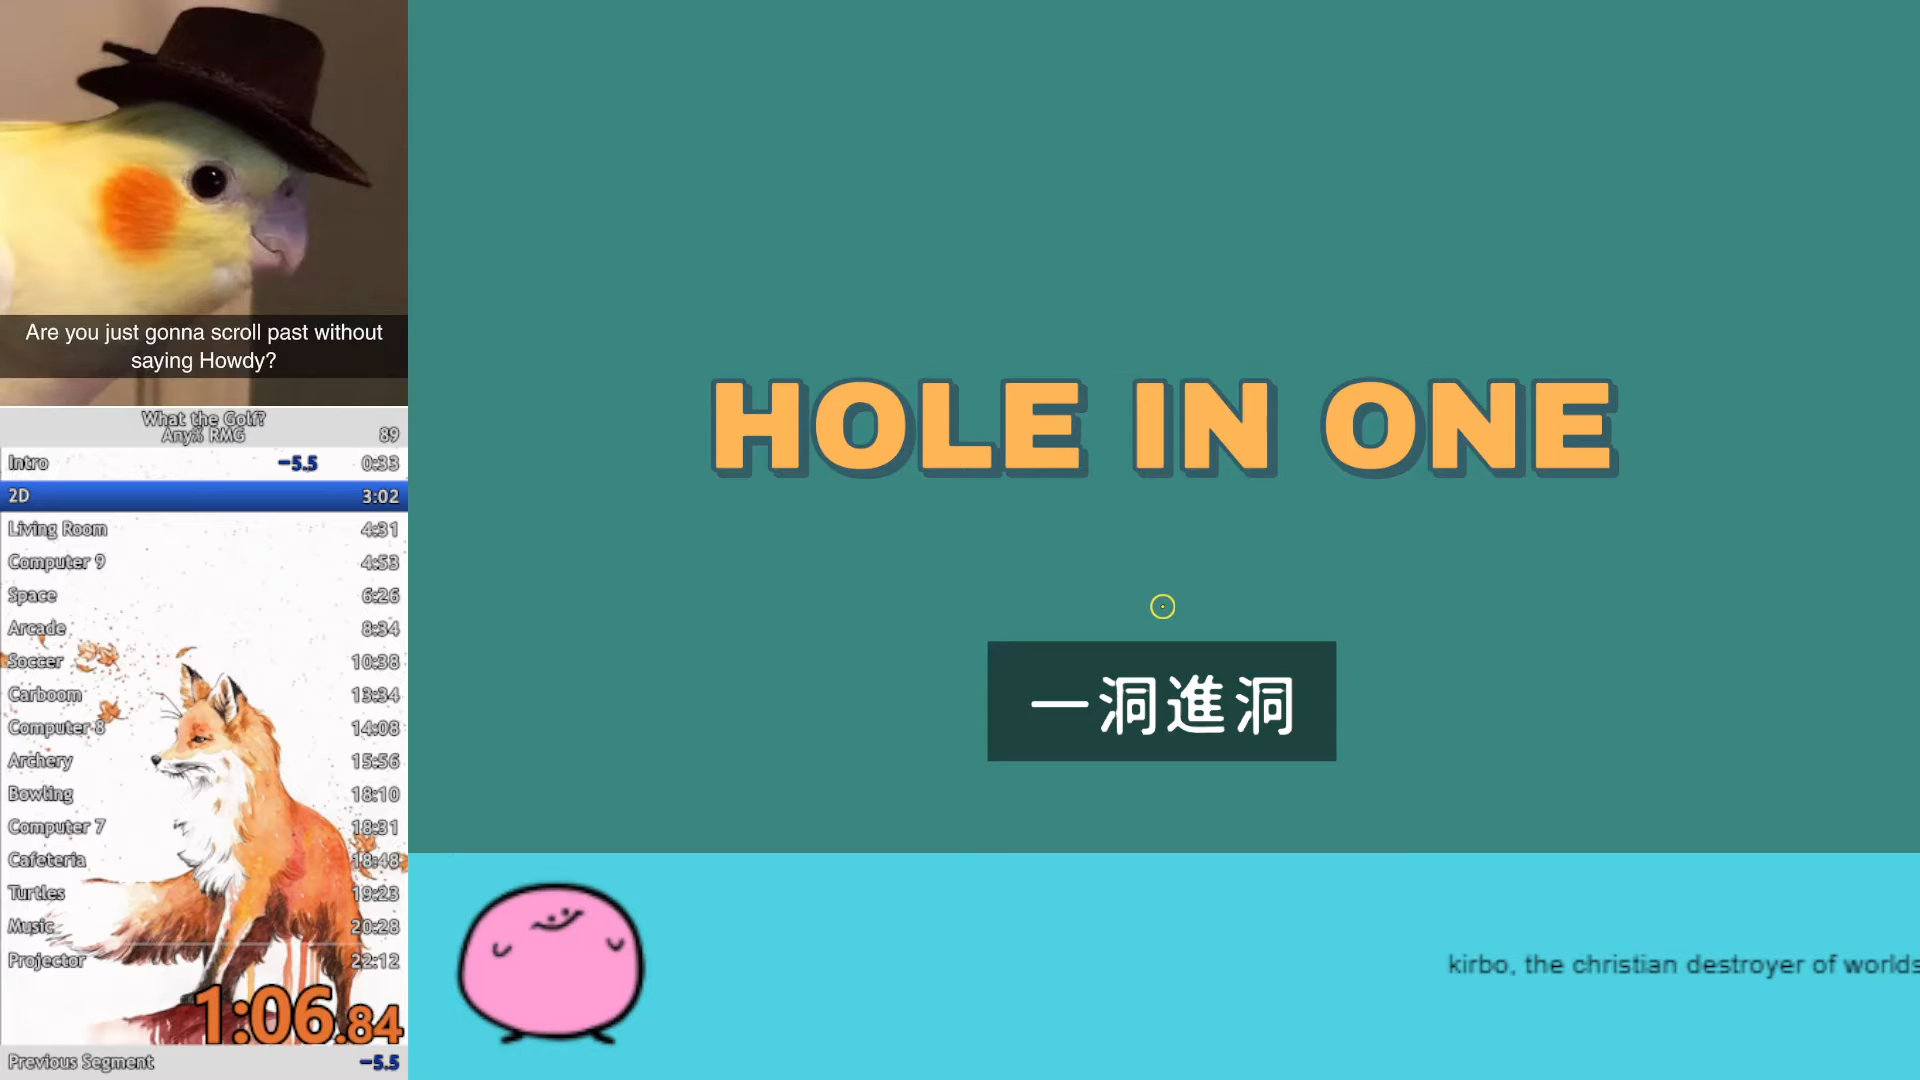 Are you just gonna scroll past without
saying Howdy?
What the Golf?
Any% RMG 89
Intro -5.5 0:33
2D 3:02
Living Room 4:31
Computer 9 4:53
Space 6:26
Arcade 8:34
Soccer 10:38
Carboom 13:34
Computer 8 14:08
Archery 15:56
Bowling 18:10
Computer 7 18:31
Cafeteria 18:48
Turtles 19:23
Music 20:28
Projector 22:12
1:06.84
Previous Segment -5.5
HOLE IN ONE
一洞進洞
kirbo, the christian destroyer of worlds